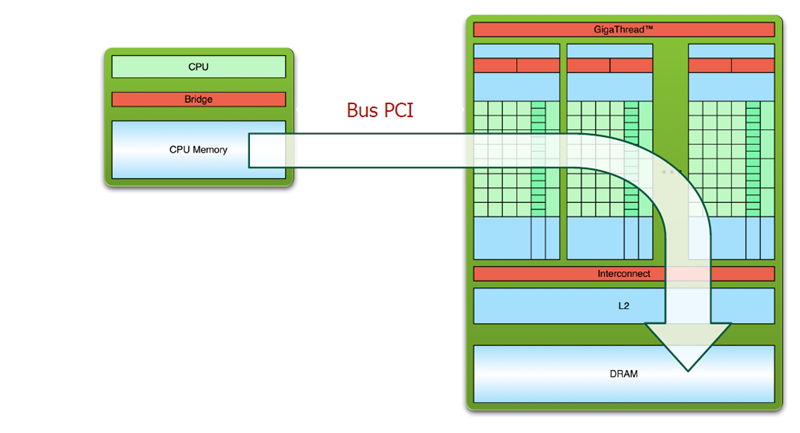 GigaThread™
CPU
Bridge
Bus PCI
CPU Memory
...
Interconnect
L2
DRAM